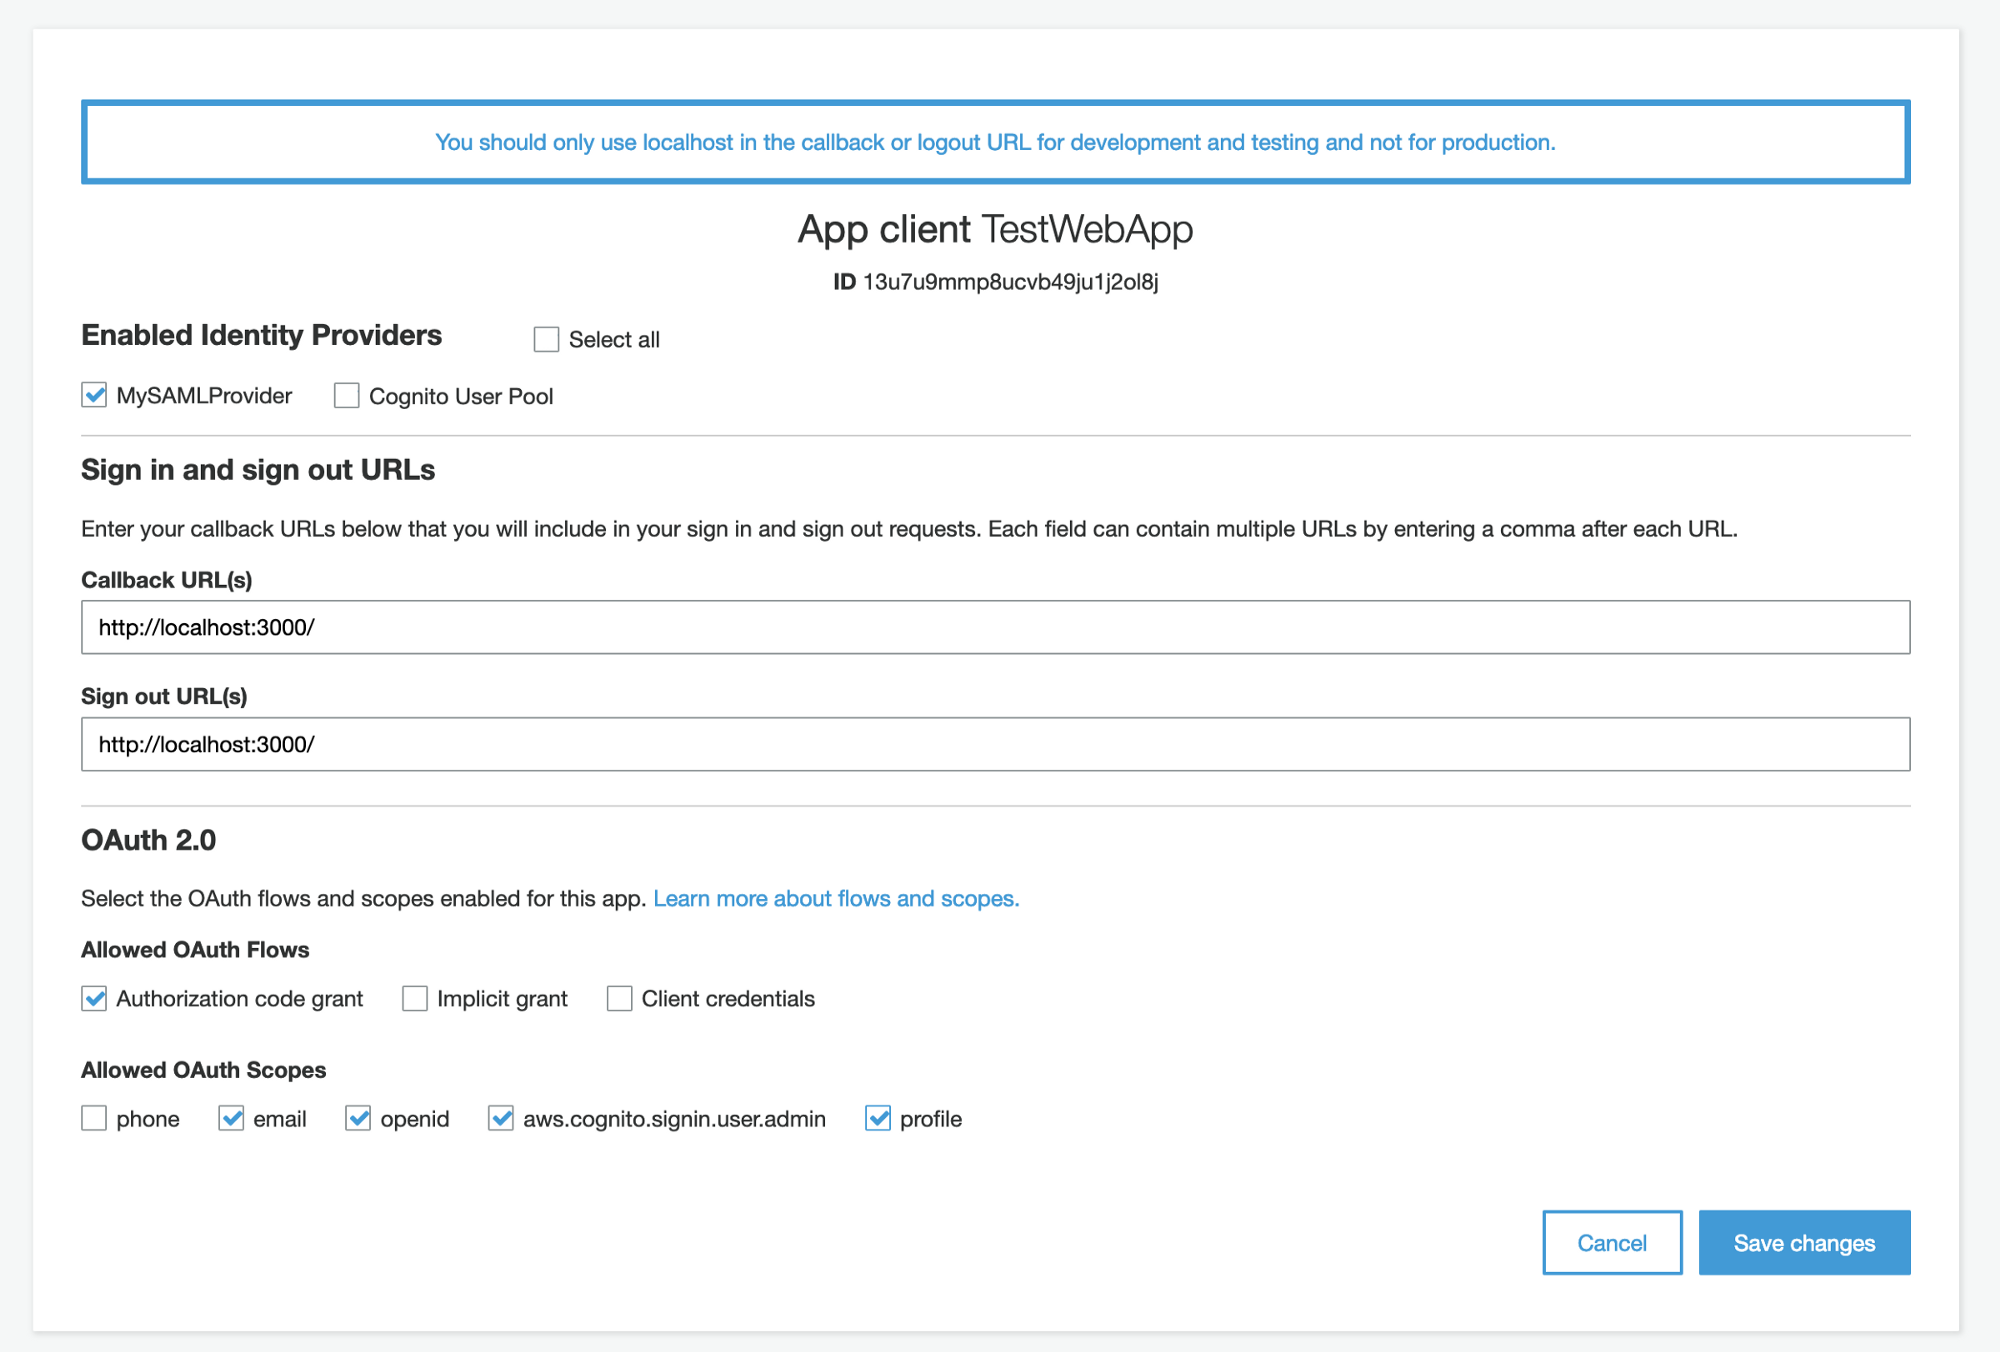 You should only use localhost in the callback or logout URL for development and testing and not for production.
App client TestWebApp
ID 13u7u9mmp8ucvb49ju1j2ol8j
Enabled Identity Providers Select all
MySAMLProvider Cognito User Pool
Sign in and sign out URLs
Enter your callback URLs below that you will include in your sign in and sign out requests. Each field can contain multiple URLs by entering a comma after each URL.
Callback URL(s)
http://localhost:3000/
Sign out URL(s)
http://localhost:3000/
OAuth 2.0
Select the OAuth flows and scopes enabled for this app. Learn more about flows and scopes.
Allowed OAuth Flows
Authorization code grant Implicit grant Client credentials
Allowed OAuth Scopes
phone email openid aws.cognito.signin.user.admin profile
Cancel Save changes